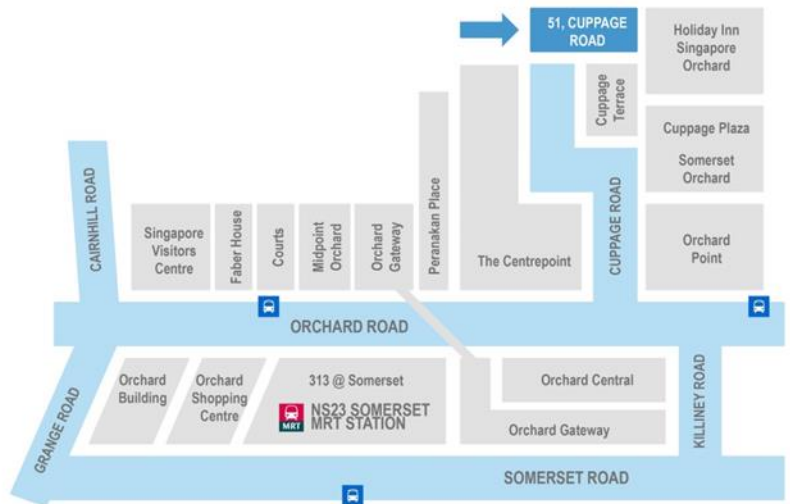 51, CUPPAGE
ROAD
Holiday Inn
Singapore
Orchard
Cuppage
Terrace
Cuppage Plaza
Somerset
Orchard
CAIRNHILL ROAD
Singapore
Visitors
Centre
Faber House
Courts
Midpoint
Orchard
Orchard
Gateway
Peranakan Place
The Centrepoint
CUPPAGE ROAD
Orchard
Point
ORCHARD ROAD
GRANGE ROAD
Orchard
Building
Orchard
Shopping
Centre
313 @ Somerset
MRT
NS23 SOMERSET
MRT STATION
Orchard Central
Orchard Gateway
KILLINEY ROAD
SOMERSET ROAD